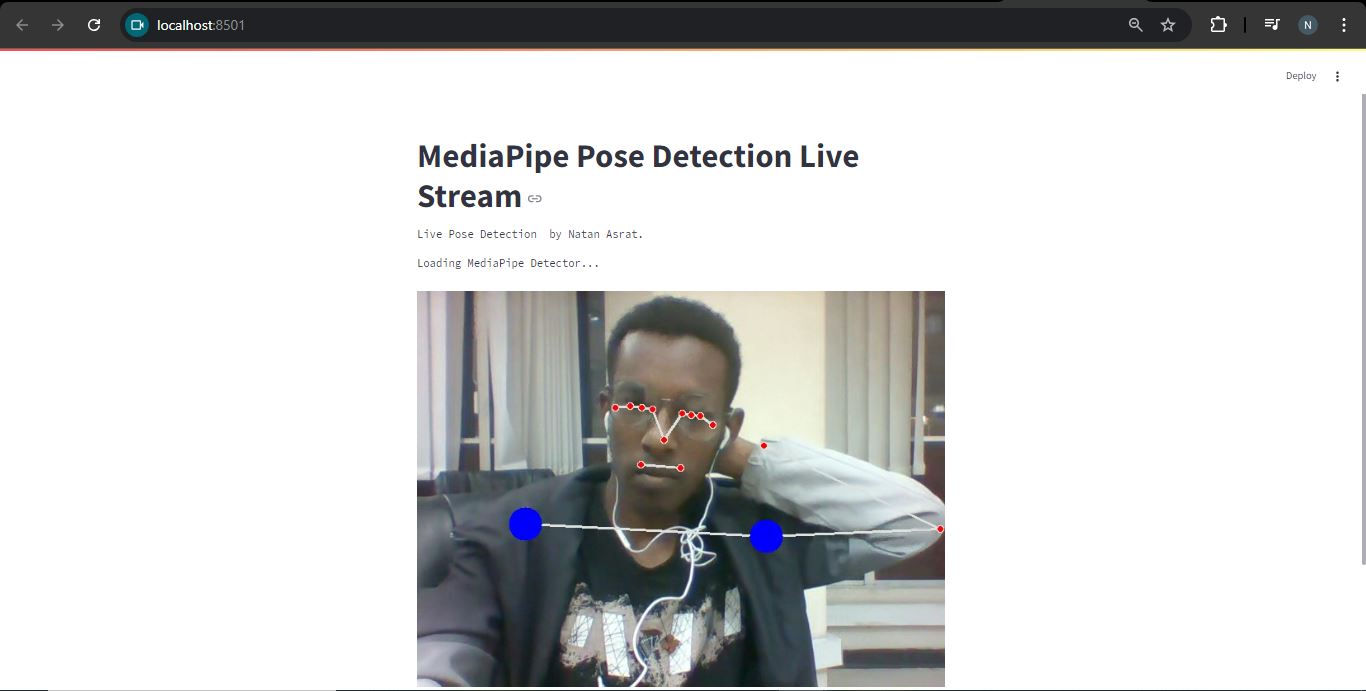 localhost:8501
N
Deploy
MediaPipe Pose Detection Live
Stream
Live Pose Detection  by Natan Asrat.
Loading MediaPipe Detector...